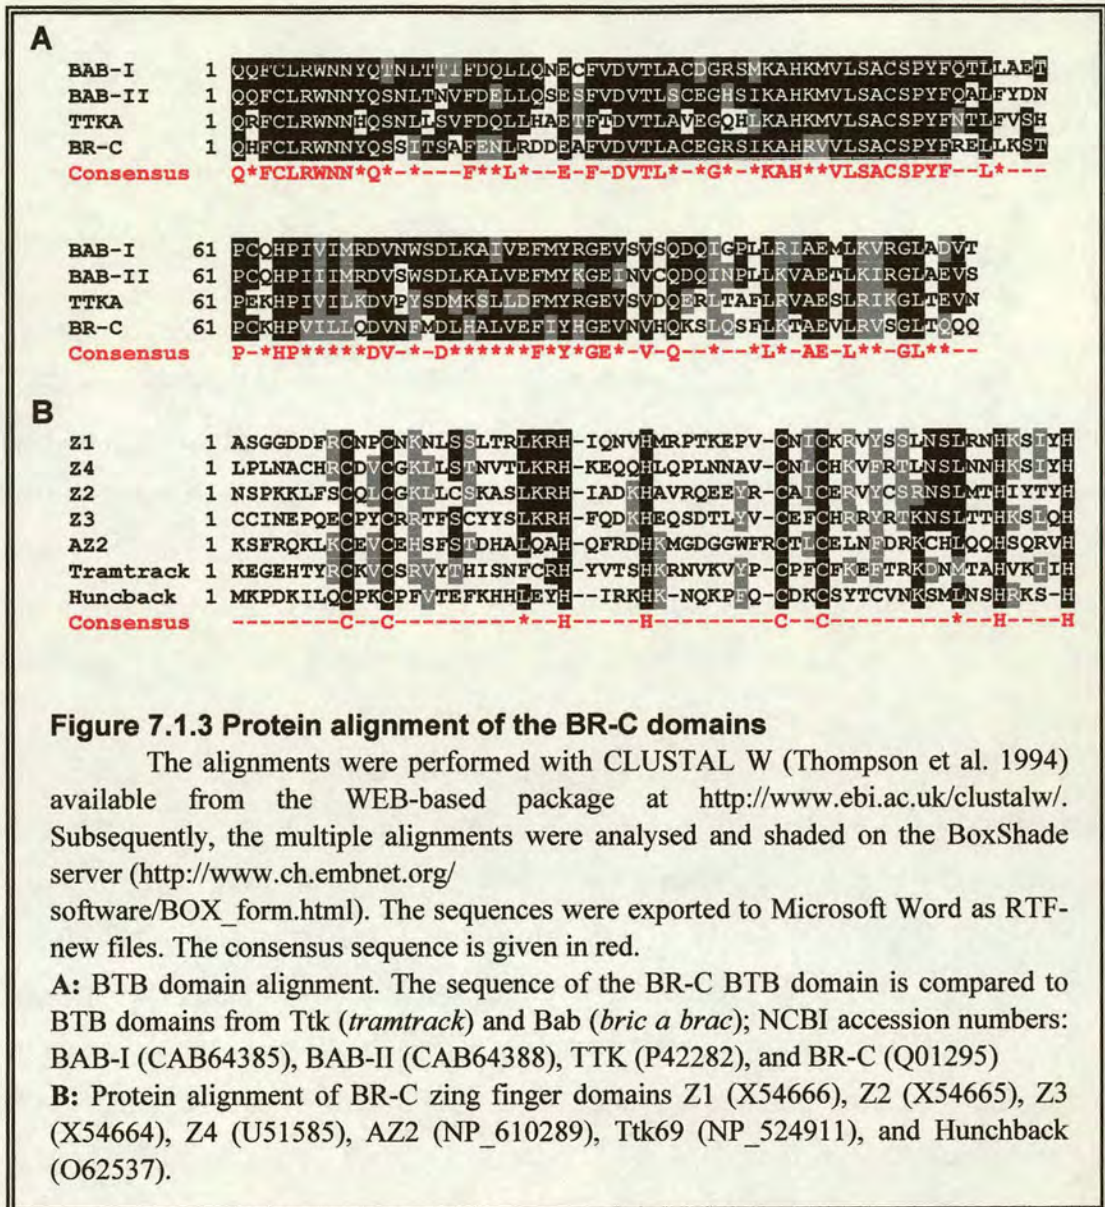 A
BAB-I 1 QQFCLRWNNYQTNLTTIFDQLLQNECFVDVTLACDGRSMKAHKMVLSACSPYFQTLLAET
BAB-II 1 QQFCLRWNNYQSNLTNVFDELLQSESFVDVTLSCEGHSIKAHKMVLSACSPYFQALFYDN
TTKA 1 QRFCLRWNNHQSNLLSVFDQLLHAETFTDVTLAVEGQHLKAHKMVLSACSPYFNTLFVSH
BR-C 1 QHFCLRWNNYQSSITSAFENLRDDEAFVDVTLACEGRSIKAHRVVLSACSPYFRELLKST
Consensus Q*FCLRWNN*Q*-*---F**L*--E-F-DVTL*-*G*-*KAH**VLSACSPYF--L*----
BAB-I 61 PCQHPIVIMRDVNWSDLKAIVEFMYRGEVSVSQDQIGPLLRIAEMLKVRGLADVT
BAB-II 61 PCQHPIIIMRDVSWSDLKALVEFMYKGEINVCQDQINPLLKVAETLKIRGLAEVS
TTKA 61 PEKHPIVILKDVPYSDMKSLLDFMYRGEVSVDQERLTAFLRVAESLRIKGLTEVN
BR-C 61 PCKHPVILLQDVNFMDLHALVEFIYHGEVNVHQKSLQSFLKTAEVLRVSGLTQQQ
Consensus P-*HP*****DV-*-D******F*Y*GE*-V-Q--*--*L*-AE-L**-GL**--
B
Z1 1 ASGGDDFRCNPCNKNLSSLTRLKRH-IQNVHMRPTKEPV-CNICKRVYSSLNSLRNHKSIYH
Z4 1 LPLNACHRCDVCGKLLSTNVTLKRH-KEQQHLQPLNNAV-CNLCHKVFRTLNSLNNHKSIYH
Z2 1 NSPKKLFSCQLCGKLLCSKASLKRH-IADKHAVRQEEYR-CAICERVYCSRNSLMTHIYTYH
Z3 1 CCINEPQECPYCRRTFSCYYSLKRH-FQDKHEQSDTLYV-CEFCHRRYRTKNSLTTHKSLQH
AZ2 1 KSFRQKLKCEVCEHSFSTDHALQAH-QFRDHKMGDGGWFRCTLCELNFDRKCHLQQHSQRVH
Tramtrack 1 KEGEHTYRCKVCSRVYTHISNFCRHYVTSHKRNVKVYP-CPFCFKEFTRKDNMTAHVKIIH
Huncback 1 MKPDKILQCPKCPFVTEFKHHLEYH--IRKHK-NQKPFQ-CDKCSYTCVNKSMLNSHRKS-H
Consensus --------C--C---------*--H-----H---------C--C---------*--H----H
Figure 7.1.3 Protein alignment of the BR-C domains
The alignments were performed with CLUSTAL W (Thompson et al. 1994)
available from the WEB-based package at http://www.ebi.ac.uk/clustalw/.
Subsequently, the multiple alignments were analysed and shaded on the BoxShade
server (http://www.ch.embnet.org/
software/BOX_form.html). The sequences were exported to Microsoft Word as RTF-
new files. The consensus sequence is given in red.
A: BTB domain alignment. The sequence of the BR-C BTB domain is compared to
BTB domains from Ttk (tramtrack) and Bab (bric a brac); NCBI accession numbers:
BAB-I (CAB64385), BAB-II (CAB64388), TTK (P42282), and BR-C (Q01295)
B: Protein alignment of BR-C zing finger domains Z1 (X54666), Z2 (X54665), Z3
(X54664), Z4 (U51585), AZ2 (NP_610289), Ttk69 (NP_524911), and Hunchback
(O62537).